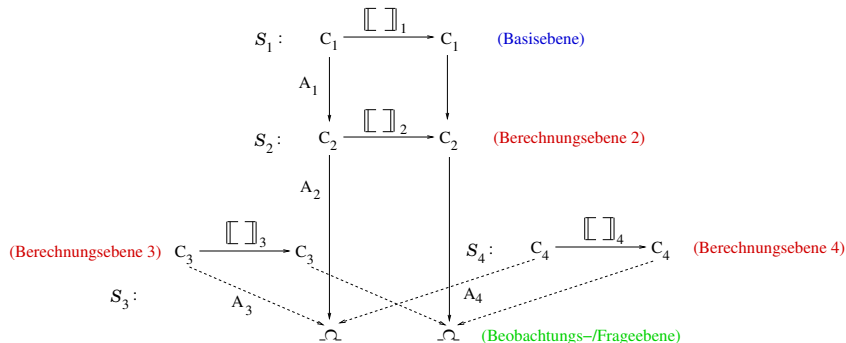 S1 : C1 ⟦ ⟧1 C1 (Basisebene)
A1
S2 : C2 ⟦ ⟧2 C2 (Berechnungsebene 2)
A2
(Berechnungsebene 3) C3 ⟦ ⟧3 C3 S4 : C4 ⟦ ⟧4 C4 (Berechnungsebene 4)
S3 : A3 A4
Ω Ω (Beobachtungs−/Frageebene)